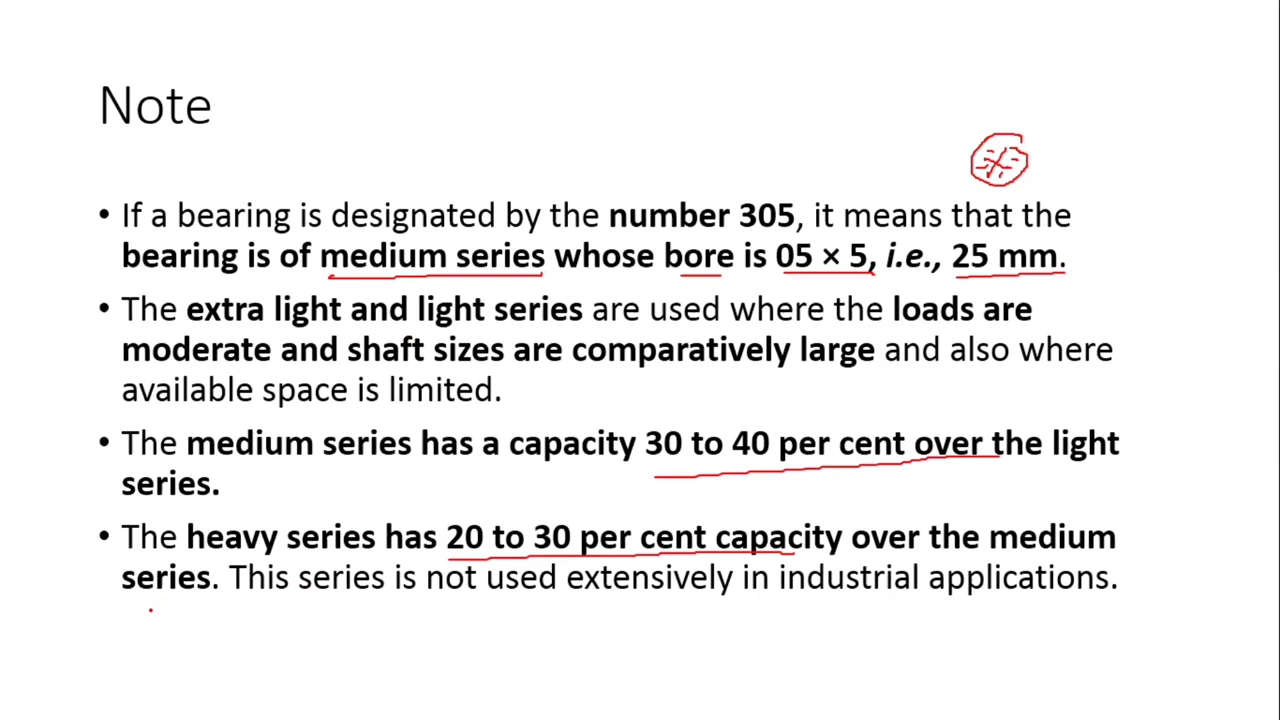 Note
• If a bearing is designated by the number 305, it means that the
bearing is of medium series whose bore is 05 × 5, i.e., 25 mm.
• The extra light and light series are used where the loads are
moderate and shaft sizes are comparatively large and also where
available space is limited.
• The medium series has a capacity 30 to 40 per cent over the light
series.
• The heavy series has 20 to 30 per cent capacity over the medium
series. This series is not used extensively in industrial applications.